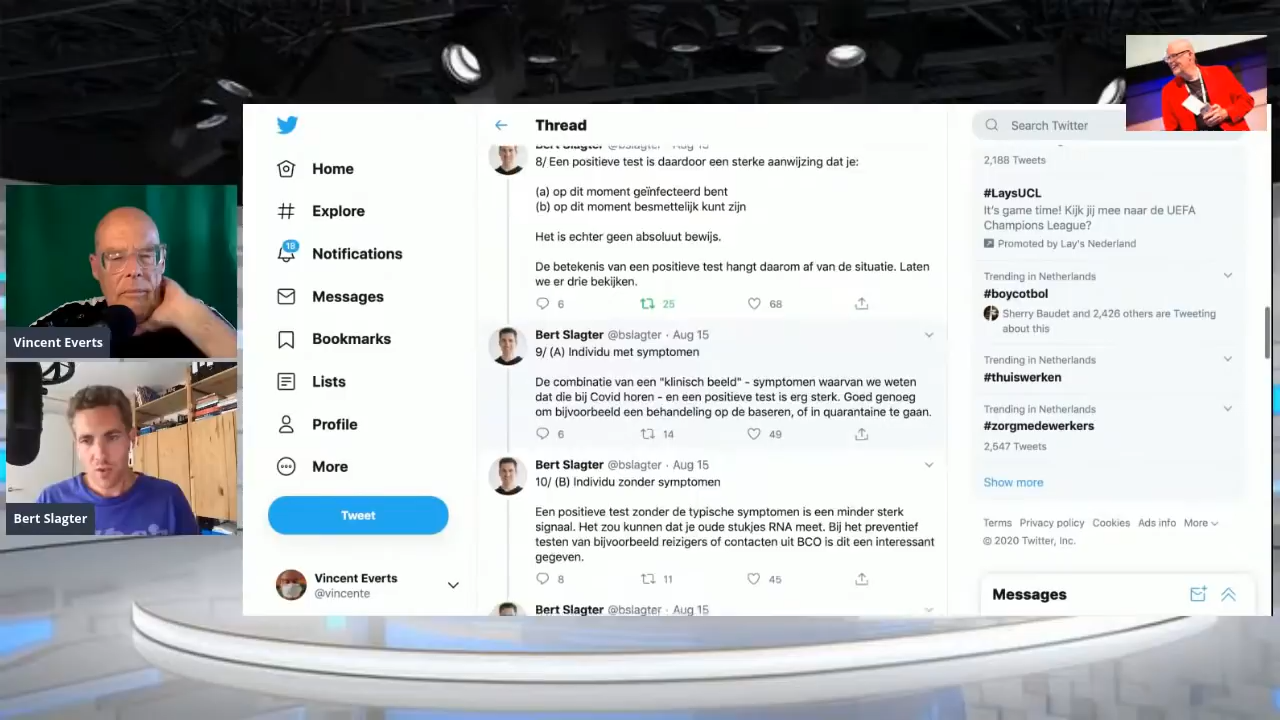 Vincent Everts
Bert Slagter
Home
Explore
18
Notifications
Messages
Bookmarks
Lists
Profile
More
Tweet
Vincent Everts
@vincente
Thread
Bert Slagter @bslagter · Aug 15
8/ Een positieve test is daardoor een sterke aanwijzing dat je:
(a) op dit moment geïnfecteerd bent
(b) op dit moment besmettelijk kunt zijn
Het is echter geen absoluut bewijs.
De betekenis van een positieve test hangt daarom af van de situatie. Laten
we er drie bekijken.
6 25 68
Bert Slagter @bslagter · Aug 15
9/ (A) Individu met symptomen
De combinatie van een "klinisch beeld" - symptomen waarvan we weten
dat die bij Covid horen - en een positieve test is erg sterk. Goed genoeg
om bijvoorbeeld een behandeling op de baseren, of in quarantaine te gaan.
6 14 49
Bert Slagter @bslagter · Aug 15
10/ (B) Individu zonder symptomen
Een positieve test zonder de typische symptomen is een minder sterk
signaal. Het zou kunnen dat je oude stukjes RNA meet. Bij het preventief
testen van bijvoorbeeld reizigers of contacten uit BCO is dit een interessant
gegeven.
8 11 45
Bert Slagter @bslagter · Aug 15
Search Twitter
2,188 Tweets
#LaysUCL
It's game time! Kijk jij mee naar de UEFA
Champions League?
Promoted by Lay's Nederland
Trending in Netherlands
#boycotbol
Sherry Baudet and 2,426 others are Tweeting
about this
Trending in Netherlands
#thuiswerken
Trending in Netherlands
#zorgmedewerkers
2,547 Tweets
Show more
Terms Privacy policy Cookies Ads info More
© 2020 Twitter, Inc.
Messages